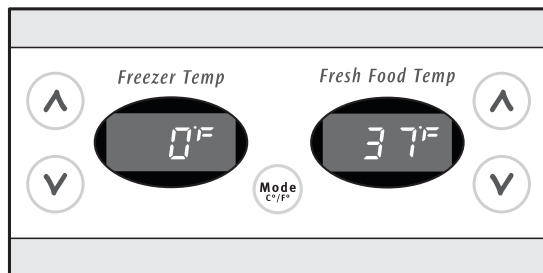 Freezer Temp
Fresh Food Temp
0°F
37°F
Mode
C°/F°